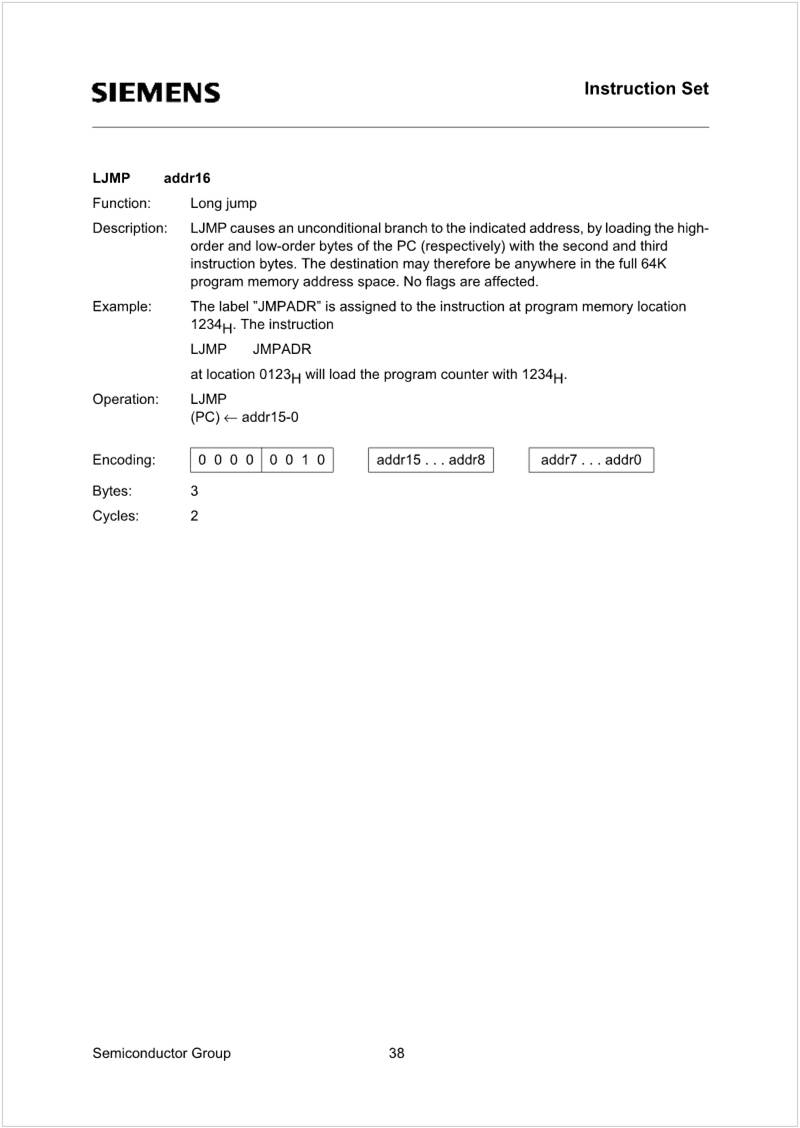 SIEMENS
Instruction Set
LJMP addr16
Function: Long jump
Description: LJMP causes an unconditional branch to the indicated address, by loading the high-
order and low-order bytes of the PC (respectively) with the second and third
instruction bytes. The destination may therefore be anywhere in the full 64K
program memory address space. No flags are affected.
Example: The label "JMPADR" is assigned to the instruction at program memory location
1234H. The instruction
LJMP JMPADR
at location 0123H will load the program counter with 1234H.
Operation: LJMP
(PC) ← addr15-0
Encoding: 0 0 0 0 0 0 1 0 addr15 . . . addr8 addr7 . . . addr0
Bytes: 3
Cycles: 2
Semiconductor Group 38